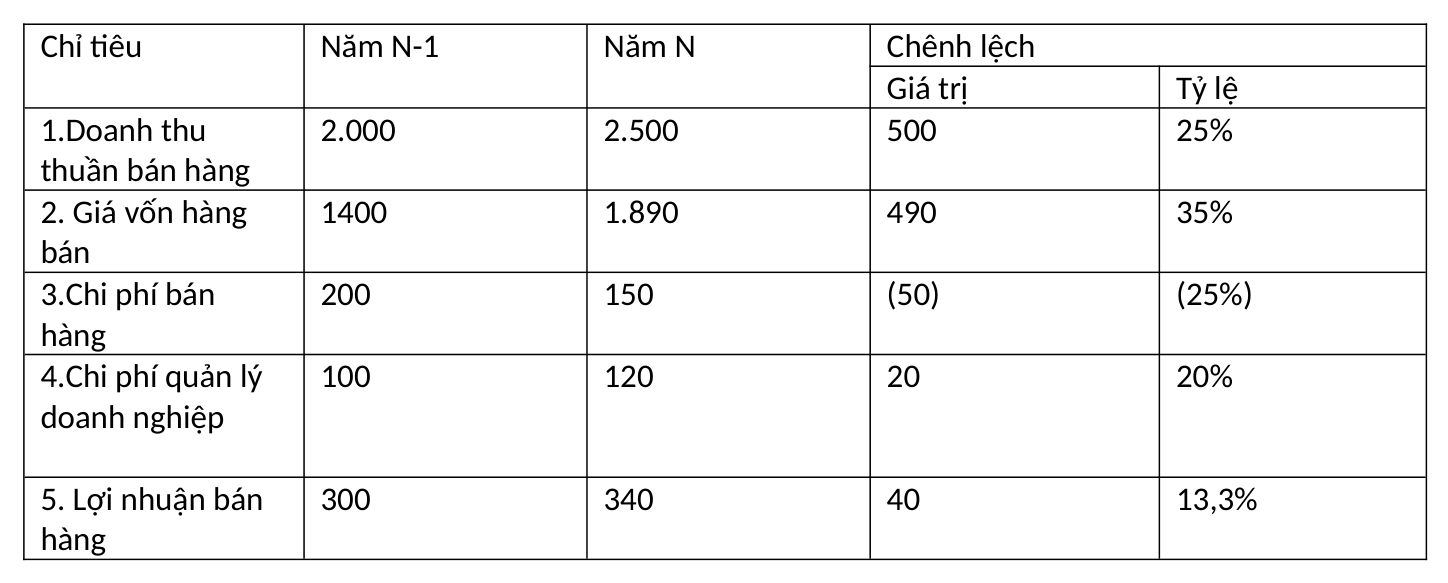 Chỉ tiêu Năm N-1 Năm N Chênh lệch
Giá trị Tỷ lệ
1.Doanh thu 2.000 2.500 500 25%
thuần bán hàng
2. Giá vốn hàng 1400 1.890 490 35%
bán
3.Chi phí bán 200 150 (50) (25%)
hàng
4.Chi phí quản lý 100 120 20 20%
doanh nghiệp
5. Lợi nhuận bán 300 340 40 13,3%
hàng